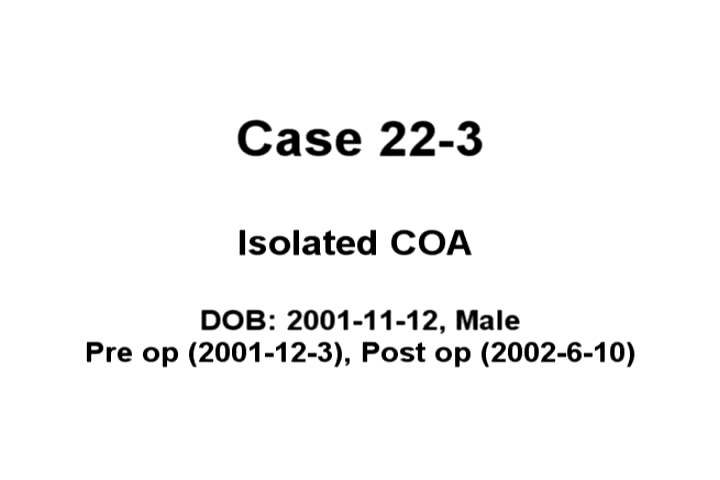 Case 22-3
Isolated COA
DOB: 2001-11-12, Male
Pre op (2001-12-3), Post op (2002-6-10)